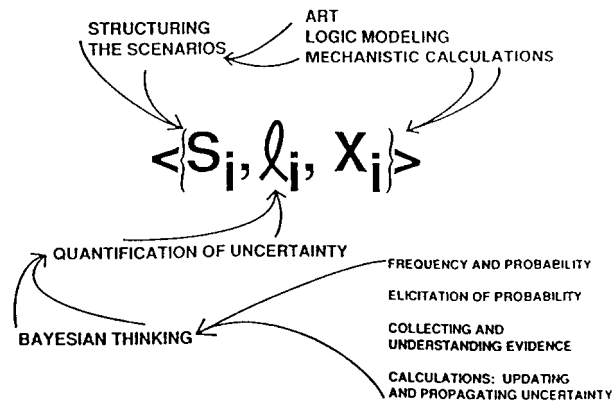 STRUCTURING
THE SCENARIOS
ART
LOGIC MODELING
MECHANISTIC CALCULATIONS
<{Sᵢ, ℓᵢ, Xᵢ}>
QUANTIFICATION OF UNCERTAINTY
BAYESIAN THINKING
FREQUENCY AND PROBABILITY
ELICITATION OF PROBABILITY
COLLECTING AND
UNDERSTANDING EVIDENCE
CALCULATIONS: UPDATING
AND PROPAGATING UNCERTAINTY